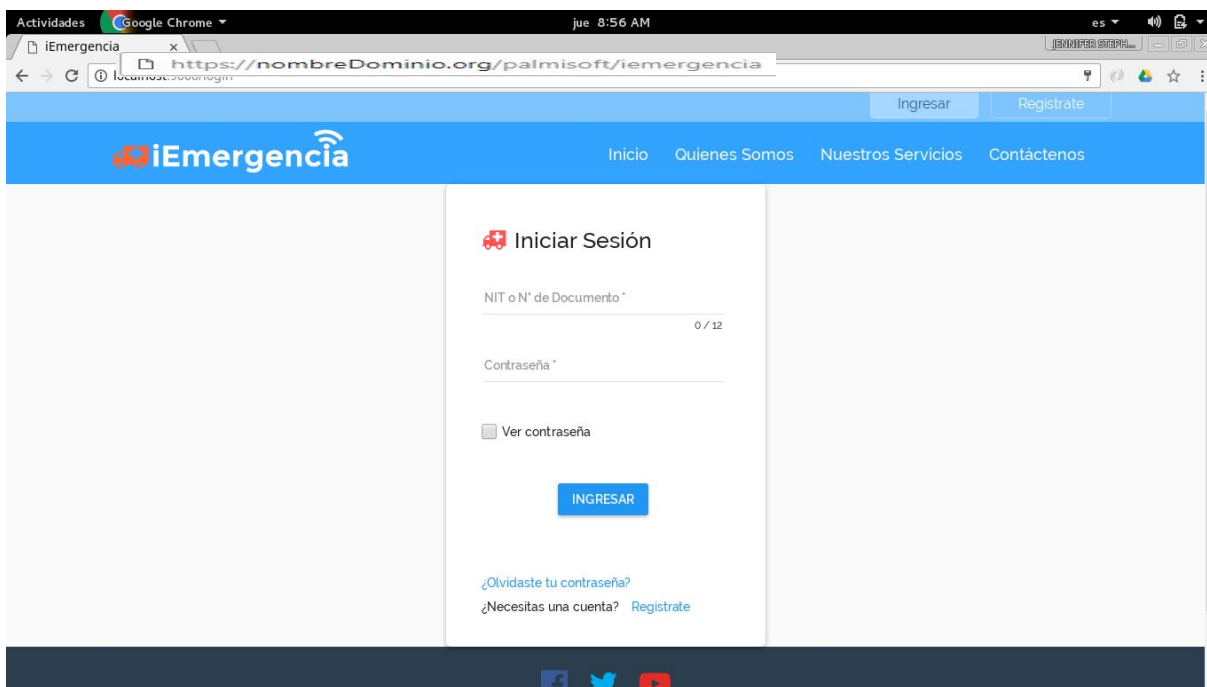 Actividades Google Chrome jue 8:56 AM es
iEmergencia x
https://nombreDominio.org/palmisoft/iemergencia
Ingresar Registrate
iEmergencia Inicio Quienes Somos Nuestros Servicios Contáctenos
Iniciar Sesión
NIT o N° de Documento *
0 / 12
Contraseña *
Ver contraseña
INGRESAR
¿Olvidaste tu contraseña?
¿Necesitas una cuenta? Registrate